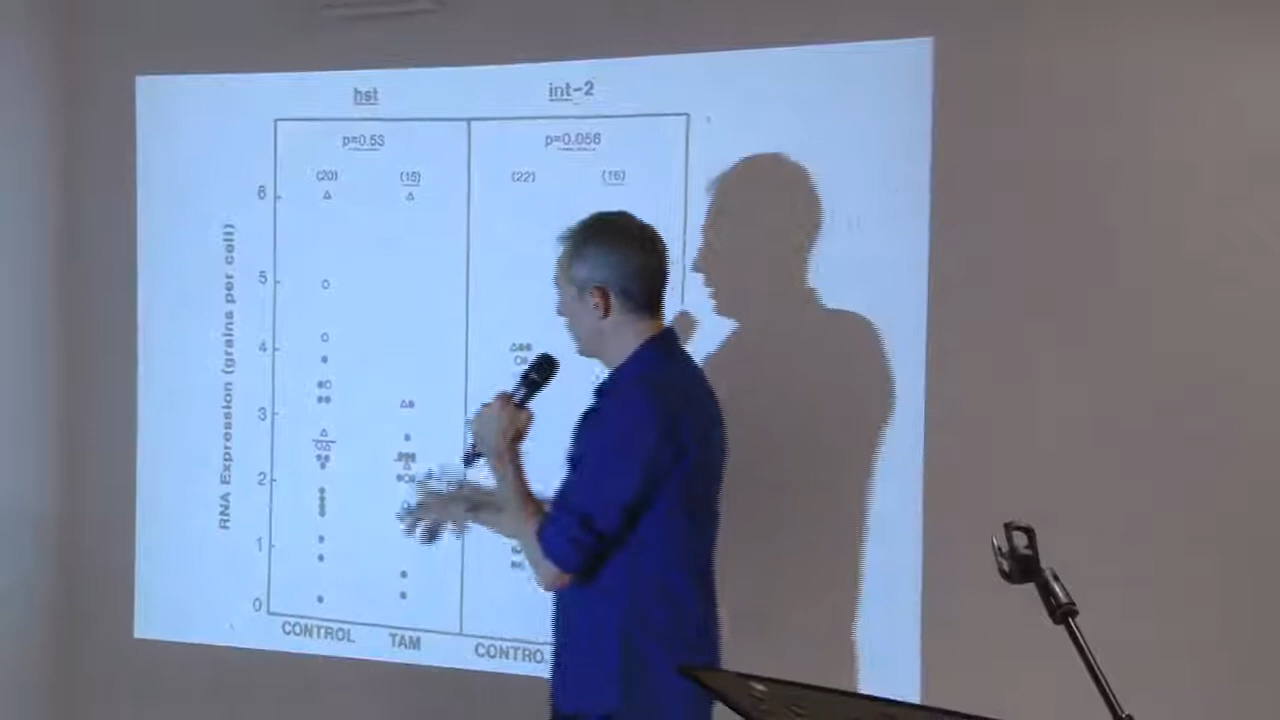 hst int-2
p=0.53 p=0.056
(20) (15) (22) (16)
6
5
4
3
2
1
0
RNA Expression (grains per cell)
CONTROL TAM CONTRO